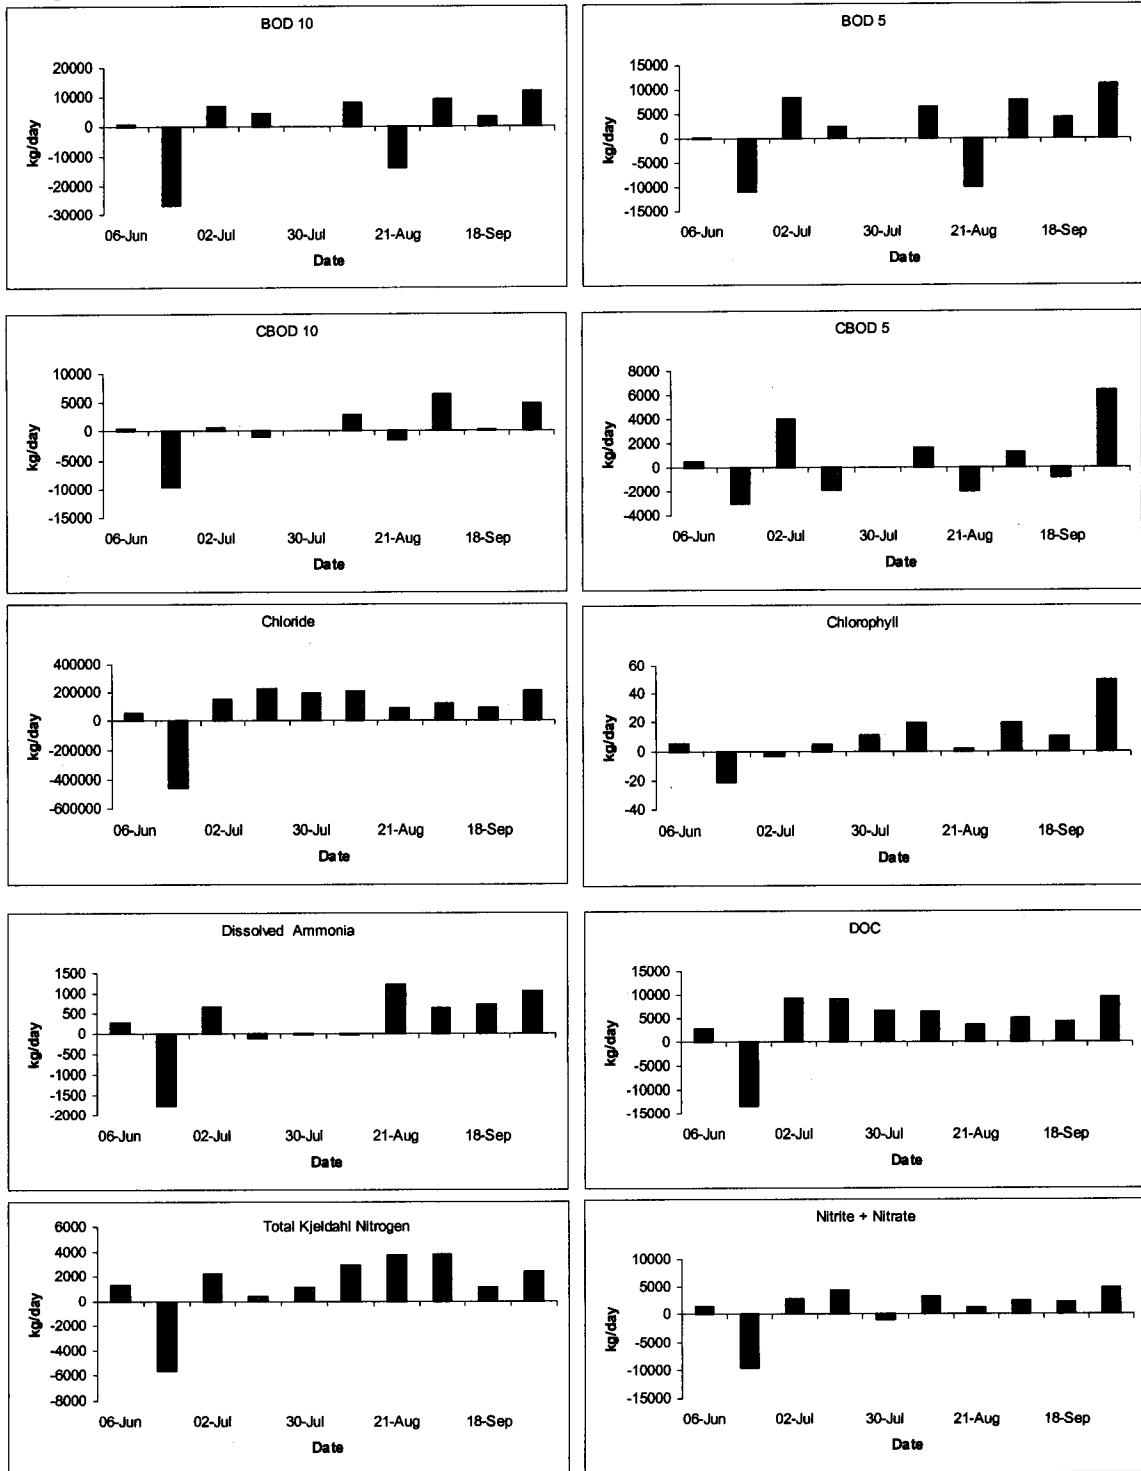 BOD 10
20000
10000
0
-10000
-20000
-30000
kg/day
06-Jun 02-Jul 30-Jul 21-Aug 18-Sep
Date
BOD 5
15000
10000
5000
0
-5000
-10000
-15000
kg/day
06-Jun 02-Jul 30-Jul 21-Aug 18-Sep
Date
CBOD 10
10000
5000
0
-5000
-10000
-15000
kg/day
06-Jun 02-Jul 30-Jul 21-Aug 18-Sep
Date
CBOD 5
8000
6000
4000
2000
0
-2000
-4000
kg/day
06-Jun 02-Jul 30-Jul 21-Aug 18-Sep
Date
Chloride
400000
200000
0
-200000
-400000
-600000
kg/day
06-Jun 02-Jul 30-Jul 21-Aug 18-Sep
Date
Chlorophyll
60
40
20
0
-20
-40
kg/day
06-Jun 02-Jul 30-Jul 21-Aug 18-Sep
Date
Dissolved Ammonia
1500
1000
500
0
-500
-1000
-1500
-2000
kg/day
06-Jun 02-Jul 30-Jul 21-Aug 18-Sep
Date
DOC
15000
10000
5000
0
-5000
-10000
-15000
kg/day
06-Jun 02-Jul 30-Jul 21-Aug 18-Sep
Date
Total Kjeldahl Nitrogen
6000
4000
2000
0
-2000
-4000
-6000
-8000
kg/day
06-Jun 02-Jul 30-Jul 21-Aug 18-Sep
Date
Nitrite + Nitrate
10000
5000
0
-5000
-10000
-15000
kg/day
06-Jun 02-Jul 30-Jul 21-Aug 18-Sep
Date